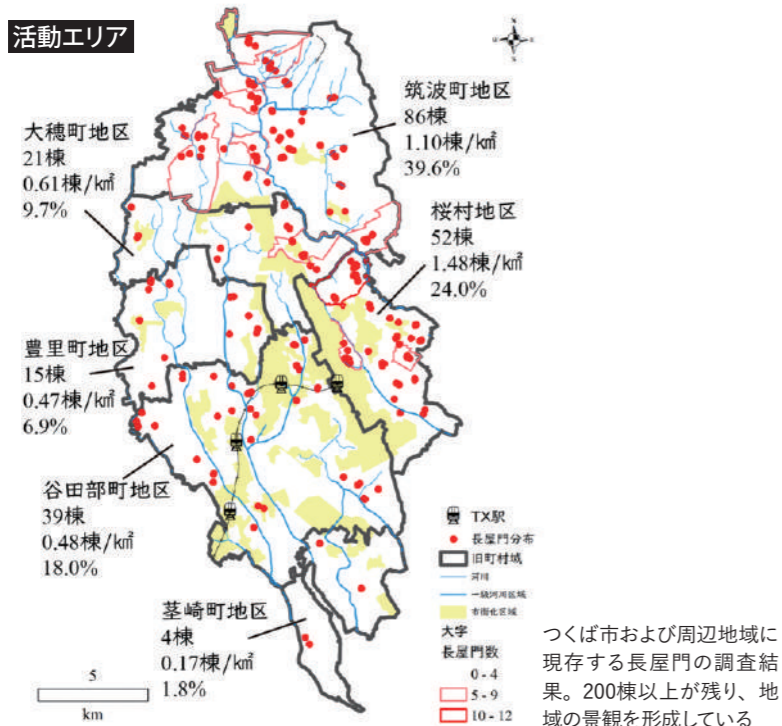 活動エリア
筑波町地区
86棟
1.10棟/k㎡
39.6%
大穂町地区
21棟
0.61棟/k㎡
9.7%
桜村地区
52棟
1.48棟/k㎡
24.0%
豊里町地区
15棟
0.47棟/k㎡
6.9%
谷田部町地区
39棟
0.48棟/k㎡
18.0%
茎崎町地区
4棟
0.17棟/k㎡
1.8%
5
km
TX駅
長屋門分布
旧町村域
河川
一級河川区域
市街化区域
大字
長屋門数
0 - 4
5 - 9
10 - 12
つくば市および周辺地域に
現存する長屋門の調査結
果。200棟以上が残り、地
域の景観を形成している